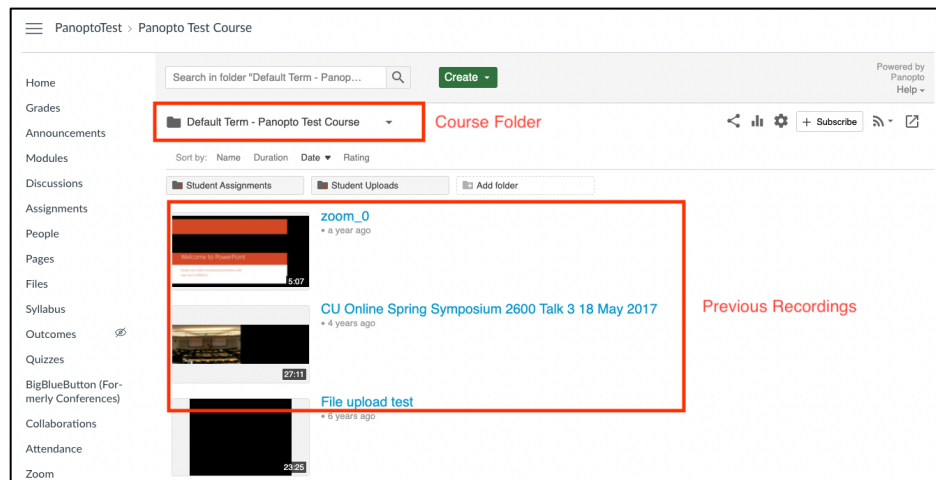 PanoptoTest > Panopto Test Course
Home
Grades
Announcements
Modules
Discussions
Assignments
People
Pages
Files
Syllabus
Outcomes
Quizzes
BigBlueButton (For-
merly Conferences)
Collaborations
Attendance
Zoom
Search in folder "Default Term - Panop...
Create
Powered by
Panopto
Help
Default Term - Panopto Test Course
Course Folder
+ Subscribe
Sort by: Name Duration Date ▼ Rating
Student Assignments
Student Uploads
Add folder
Welcome to PowerPoint
5:07
zoom_0
• a year ago
27:11
CU Online Spring Symposium 2600 Talk 3 18 May 2017
• 4 years ago
Previous Recordings
23:25
File upload test
• 6 years ago